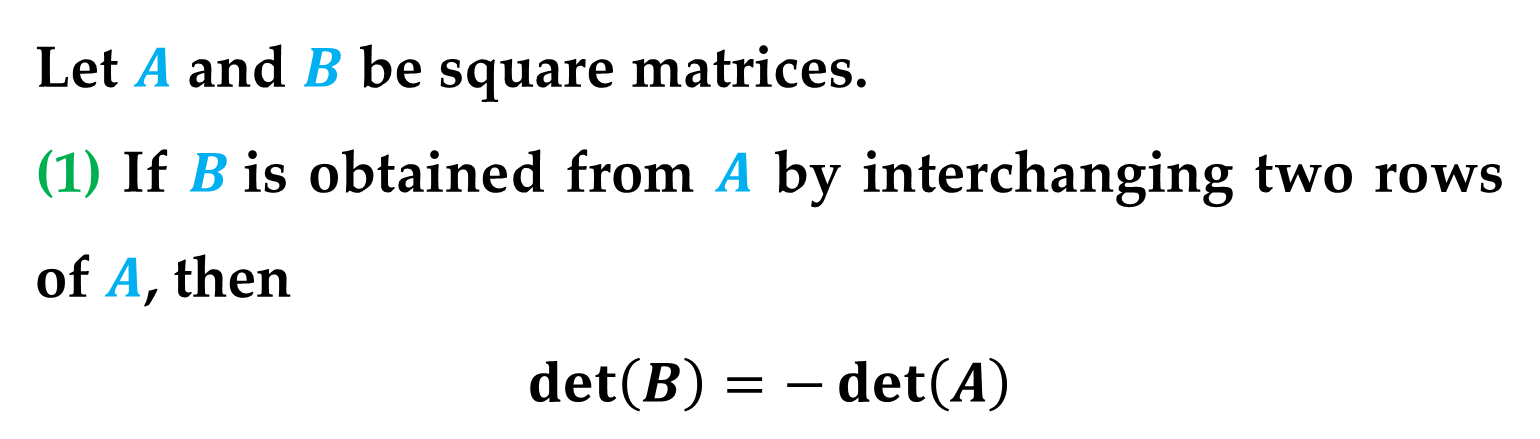 Let A and B be square matrices.
(1) If B is obtained from A by interchanging two rows
of A, then
det(B) = − det(A)